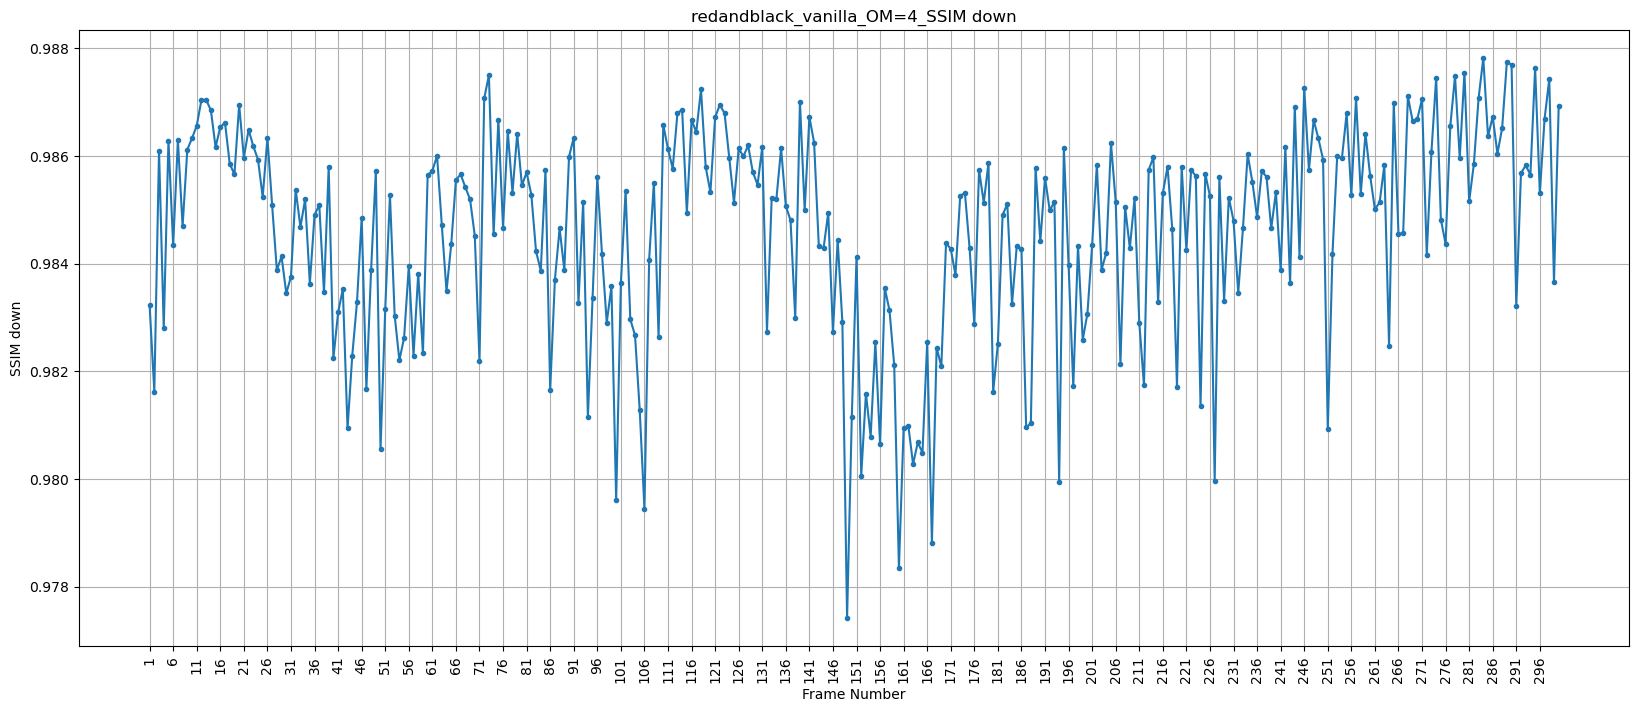 redandblack_vanilla_OM=4_SSIM down
0.988
0.986
0.984
0.982
0.980
0.978
SSIM down
1 6 11 16 21 26 31 36 41 46 51 56 61 66 71 76 81 86 91 96 101 106 111 116 121 126 131 136 141 146 151 156 161 166 171 176 181 186 191 196 201 206 211 216 221 226 231 236 241 246 251 256 261 266 271 276 281 286 291 296
Frame Number